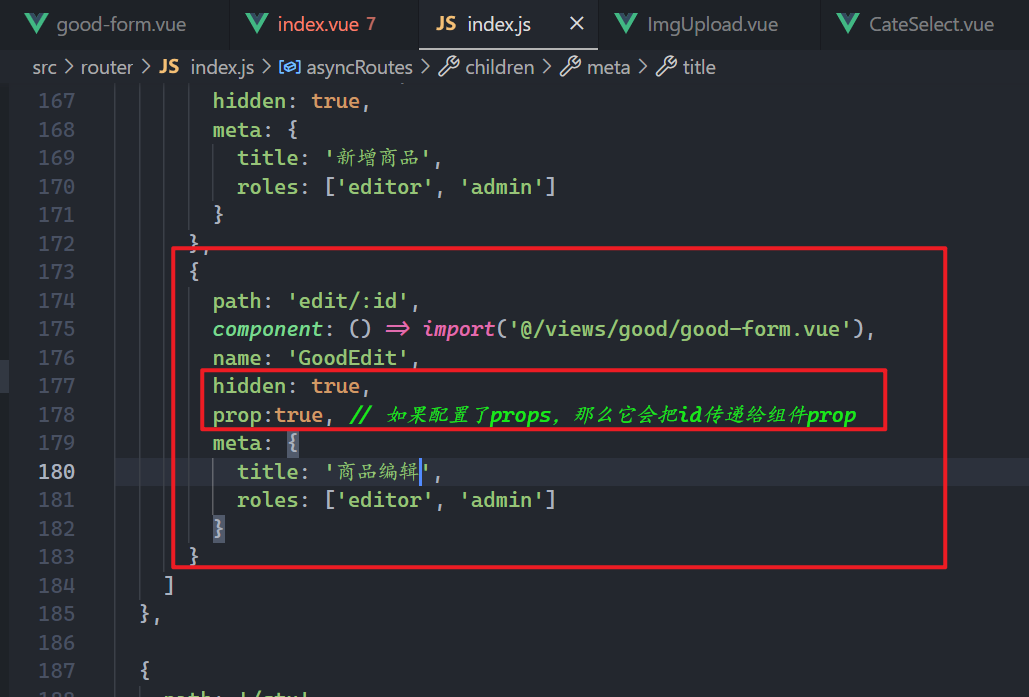 good-form.vue index.vue 7 JS index.js × ImgUpload.vue CateSelect.vue
src > router > JS index.js > asyncRoutes > children > meta > title
167 hidden: true,
168 meta: {
169 title: '新增商品',
170 roles: ['editor', 'admin']
171 }
172 },
173 {
174 path: 'edit/:id',
175 component: () => import('@/views/good/good-form.vue'),
176 name: 'GoodEdit',
177 hidden: true,
178 prop:true, // 如果配置了props, 那么它会把id传递给组件prop
179 meta: {
180 title: '商品编辑',
181 roles: ['editor', 'admin']
182 }
183 }
184 ]
185 },
186
187 {